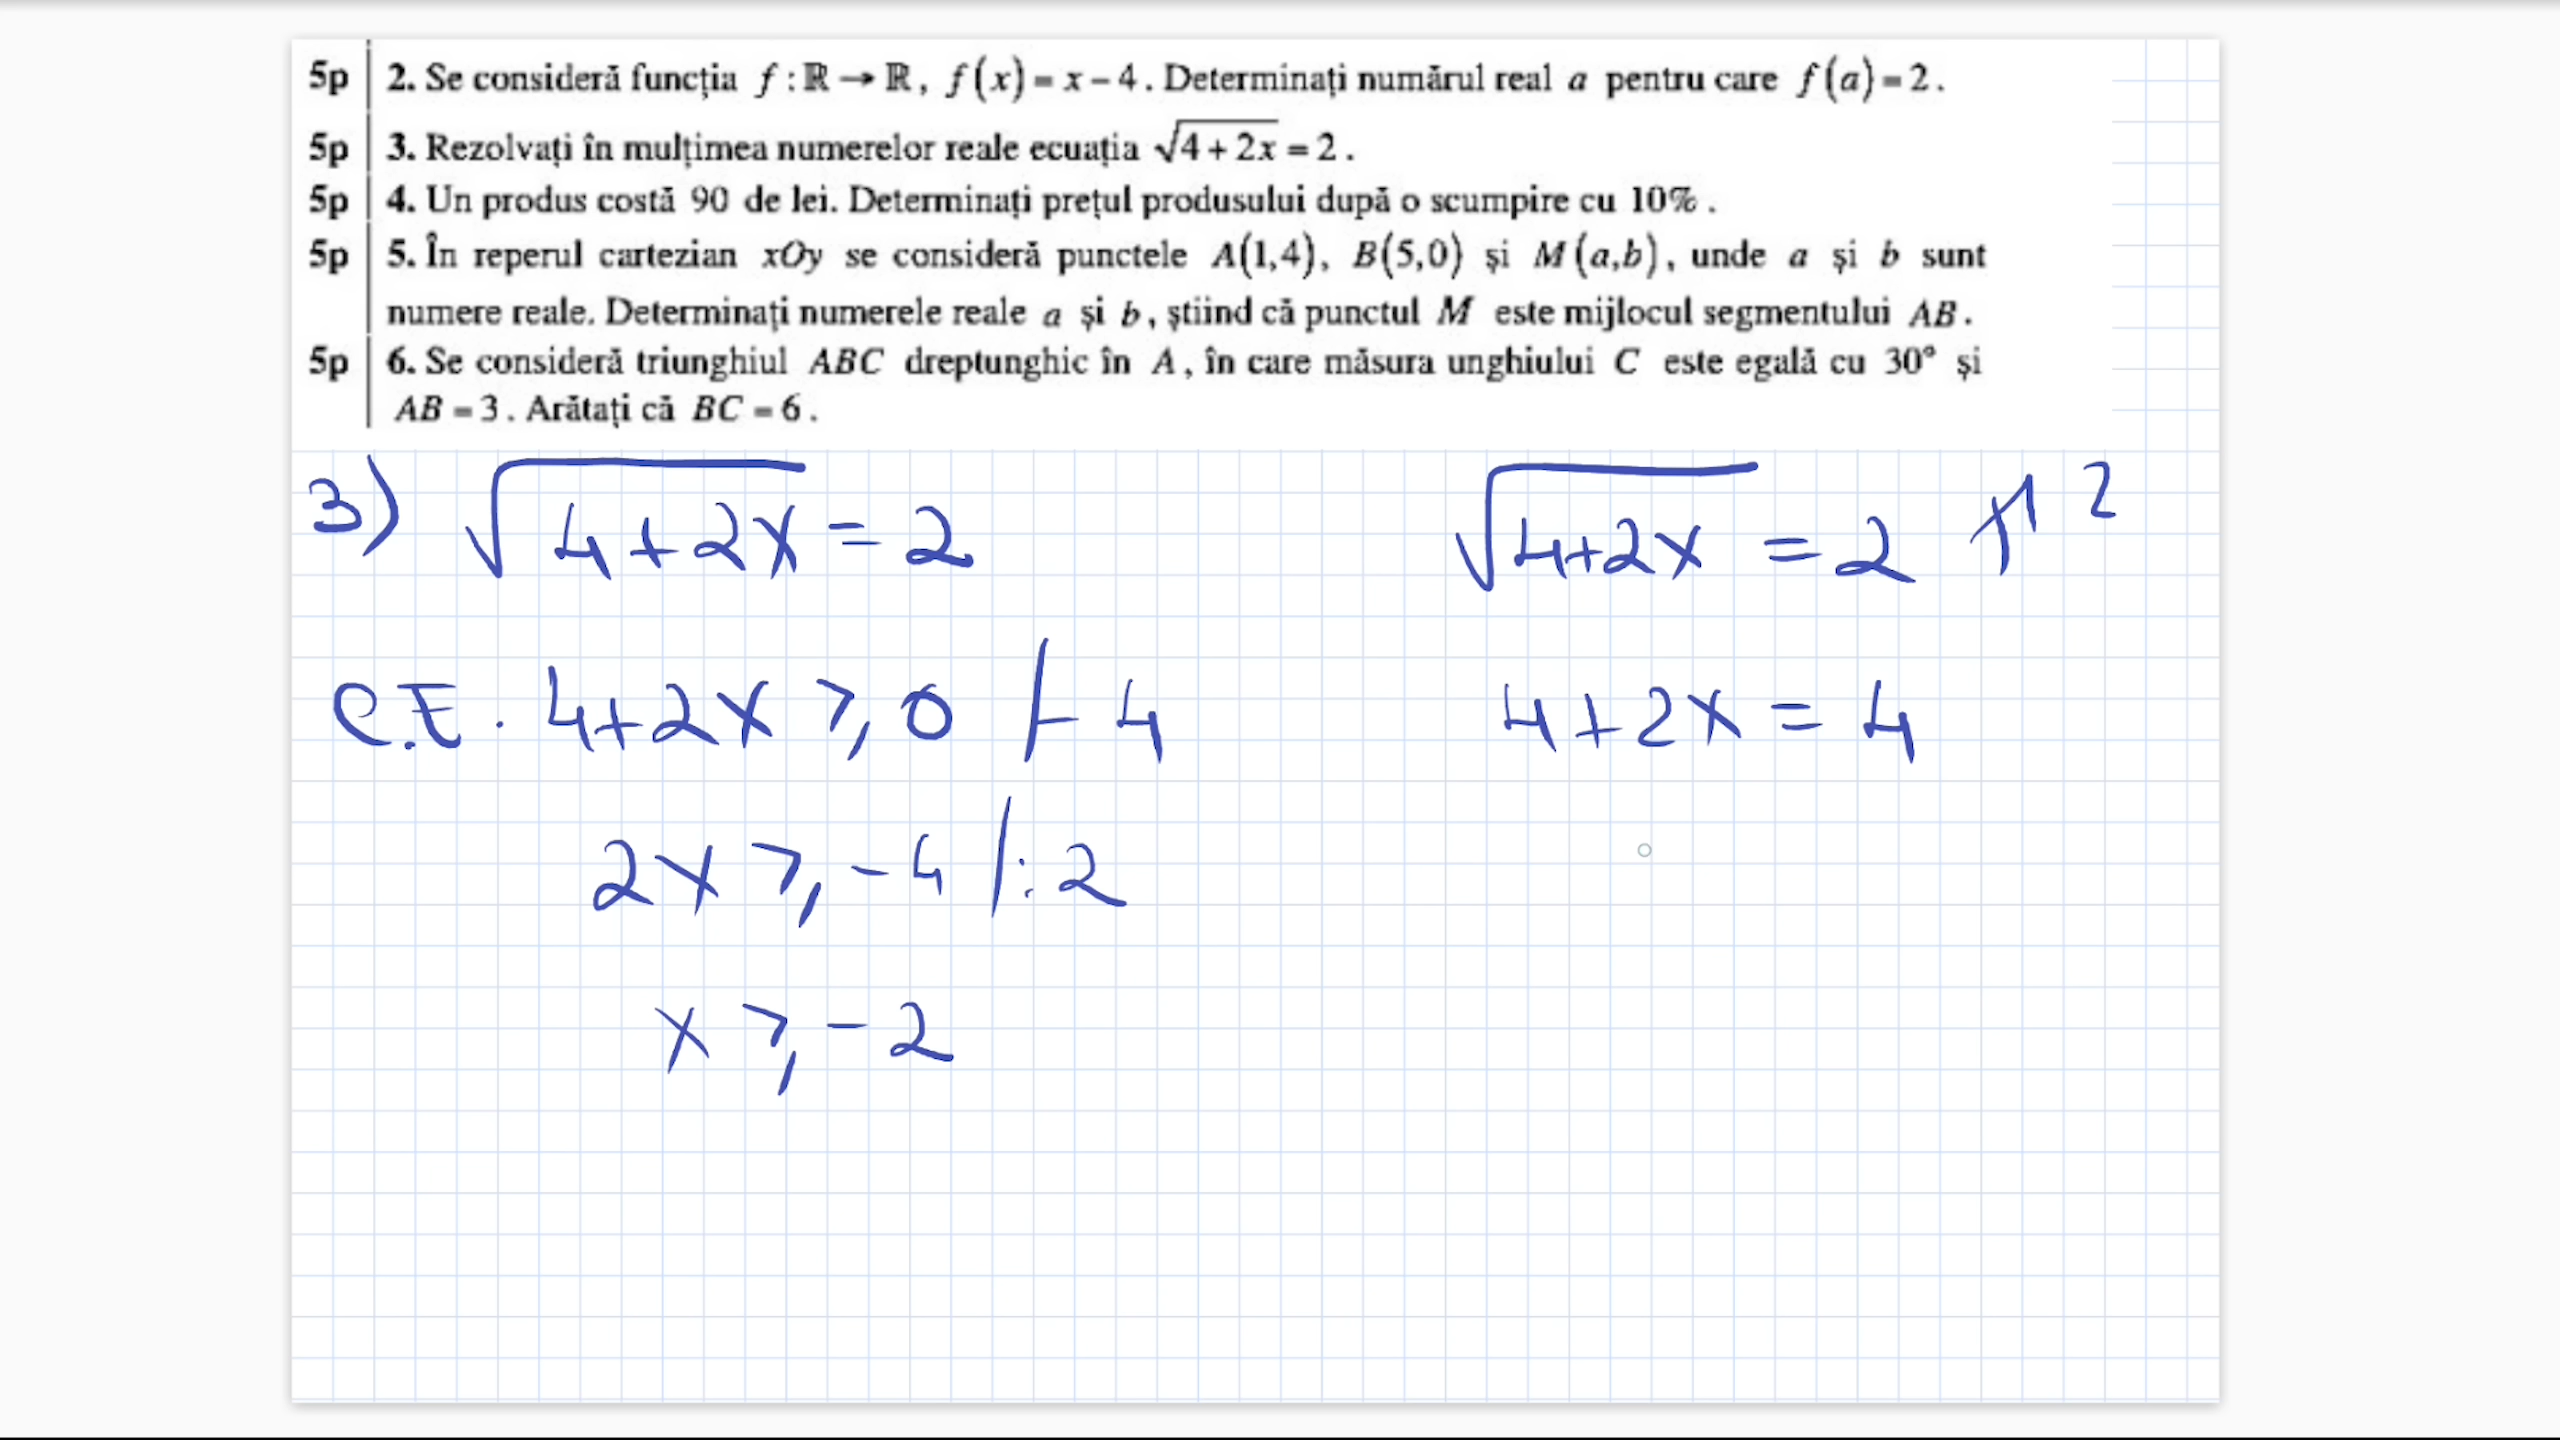 5p 2. Se consideră funcția f : ℝ → ℝ, f(x) = x − 4. Determinați numărul real a pentru care f(a) = 2.
5p 3. Rezolvați în mulțimea numerelor reale ecuația √(4+2x) = 2.
5p 4. Un produs costă 90 de lei. Determinați prețul produsului după o scumpire cu 10%.
5p 5. În reperul cartezian xOy se consideră punctele A(1,4), B(5,0) și M(a,b), unde a și b sunt
numere reale. Determinați numerele reale a și b, știind că punctul M este mijlocul segmentului AB.
5p 6. Se consideră triunghiul ABC dreptunghic în A, în care măsura unghiului C este egală cu 30° și
AB = 3. Arătați că BC = 6.
3) √(4+2x) = 2
C.E. 4+2x ≥ 0 /−4
2x ≥ −4 /:2
x ≥ −2
√(4+2x) = 2 /↑2
4+2x = 4